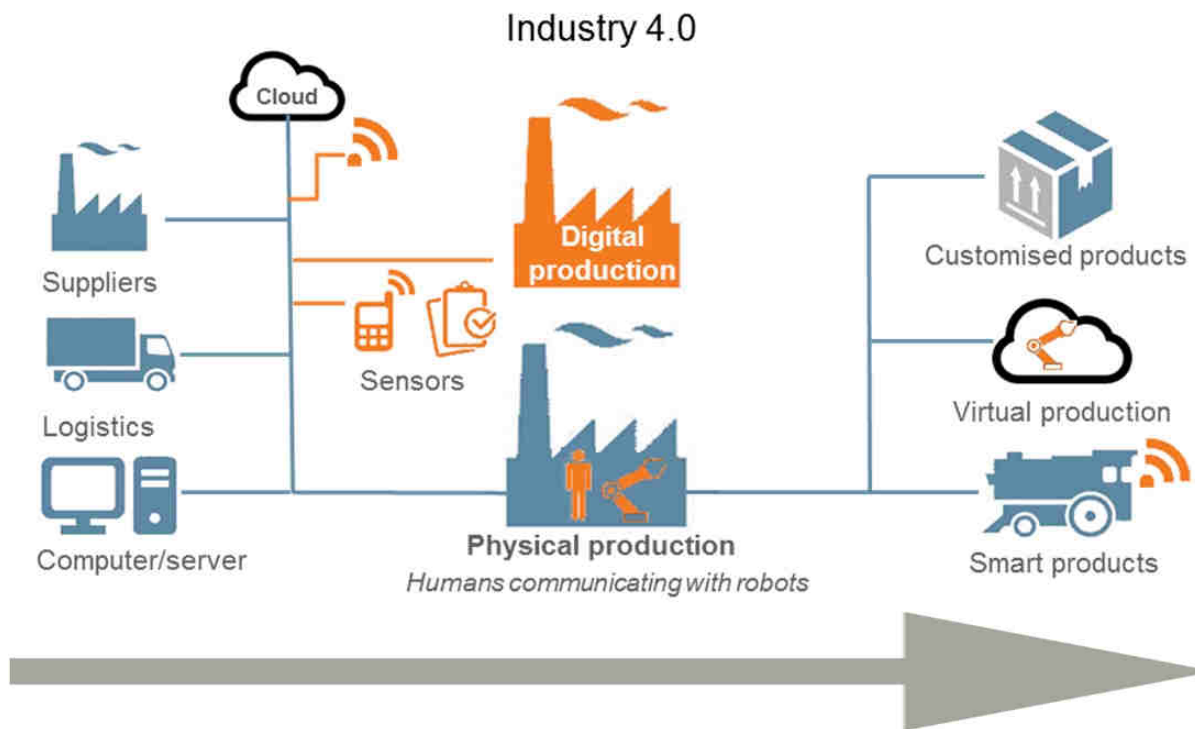 Industry 4.0
Cloud
Suppliers
Digital
production
Customised products
Sensors
Logistics
Virtual production
Computer/server
Physical production
Humans communicating with robots
Smart products